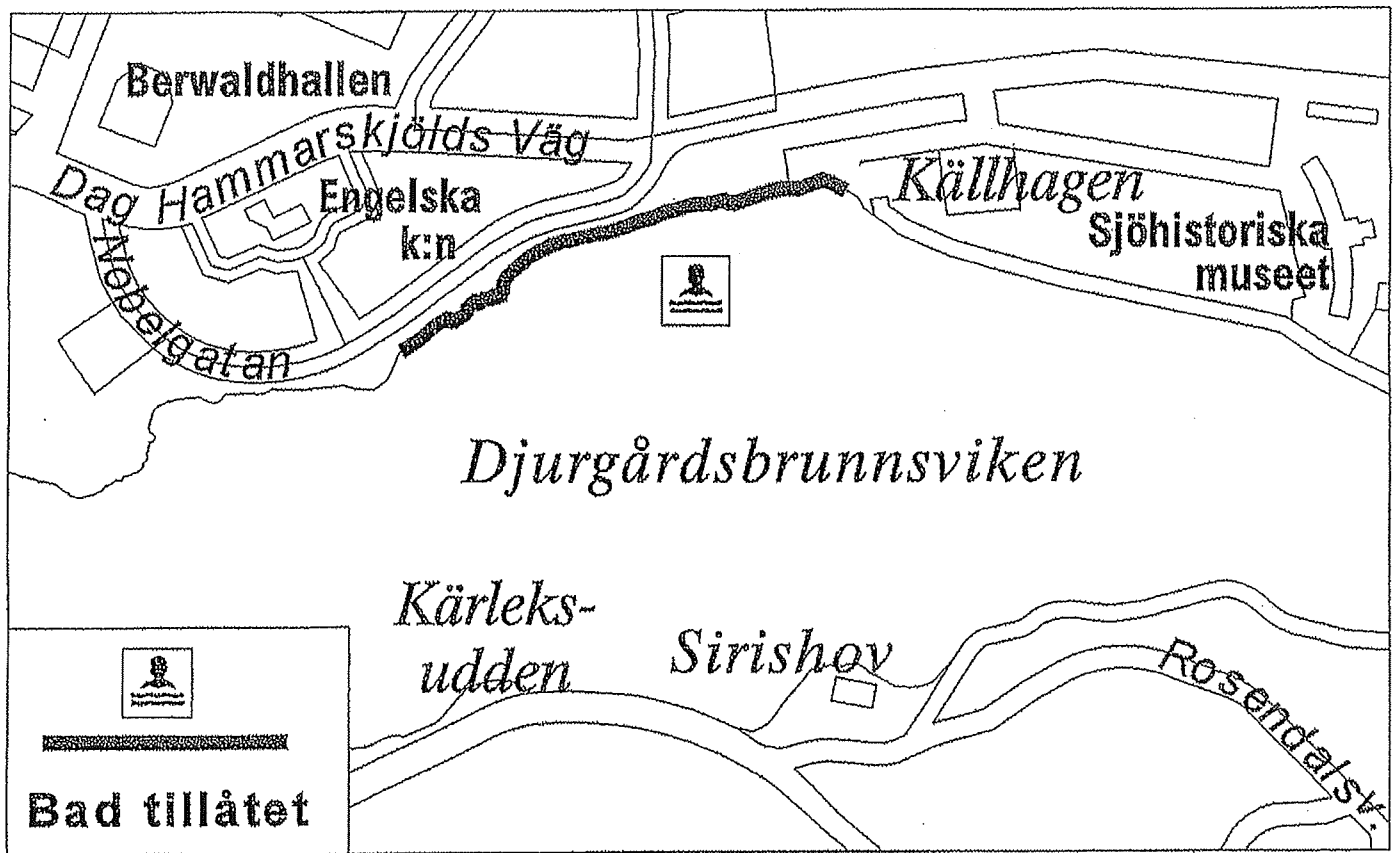 Berwaldhallen
Dag Hammarskjölds Väg
Engelska
k:n
Nobelgatan
Källhagen
Sjöhistoriska
museet
Djurgårdsbrunnsviken
Kärleks-
udden
Sirishov
Rosendalsv.
Bad tillåtet